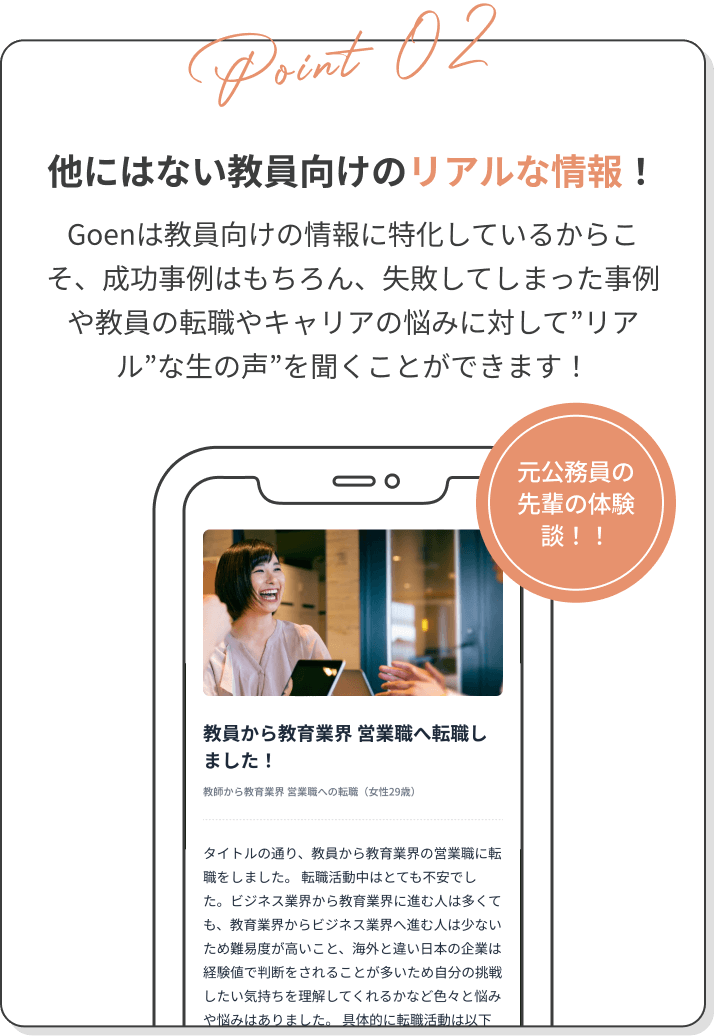 Point 02
他にはない教員向けのリアルな情報！
Goenは教員向けの情報に特化しているからこ
そ、成功事例はもちろん、失敗してしまった事例
や教員の転職やキャリアの悩みに対して”リア
ル”な生の声”を聞くことができます！
元公務員の
先輩の体験
談！！
教員から教育業界 営業職へ転職し
ました！
教師から教育業界 営業職への転職（女性29歳）
タイトルの通り、教員から教育業界の営業職に転
職をしました。 転職活動中はとても不安でし
た。ビジネス業界から教育業界に進む人は多くて
も、教育業界からビジネス業界へ進む人は少ない
ため難易度が高いこと、海外と違い日本の企業は
経験値で判断をされることが多いため自分の挑戦
したい気持ちを理解してくれるかなど色々と悩み
や悩みはありました。 具体的に転職活動は以下